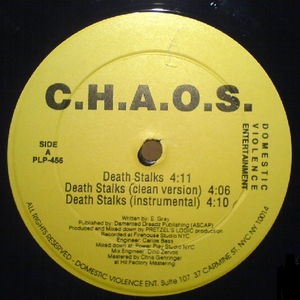 C.H.A.O.S.
SIDE
A
PLP-456
DOMESTIC
VIOLENCE
ENTERTAINMENT
Death Stalks 4:11
Death Stalks (clean version) 4:06
Death Stalks (instrumental) 4:10
Written by: E. Gray
Published by: Demented Dreadz Publishing (ASCAP)
Produced and Mixed down by PRETZEL'S LOGIC production
Recorded at Firehouse Studio NYC
Engineer: Carlos Bess
Mixed down at: Power Play Studio NYC
Mix Engineer: Dino Zervos
Mastered by: Chris Gehringer
at Hit Factory Mastering
ALL RIGHTS RESERVED - DOMESTIC VIOLENCE ENT. Suite 107 37 CARMINE ST. NYC NY 10014